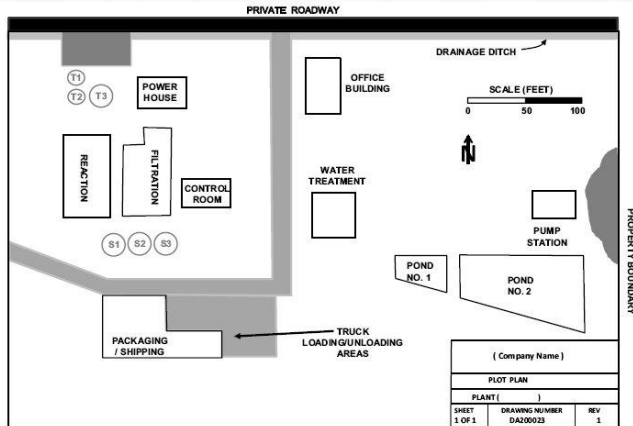 PRIVATE ROADWAY
DRAINAGE DITCH
T1
T2
T3
POWER
HOUSE
OFFICE
BUILDING
SCALE (FEET)
0 50 100
N
REACTION
FILTRATION
CONTROL
ROOM
WATER
TREATMENT
PUMP
STATION
PROPERTY BOUNDARY
S1
S2
S3
POND
NO. 1
POND
NO. 2
PACKAGING
/ SHIPPING
TRUCK
LOADING/UNLOADING
AREAS
( Company Name )
PLOT PLAN
PLANT ( )
SHEET
1 OF 1
DRAWING NUMBER
DA200023
REV
1